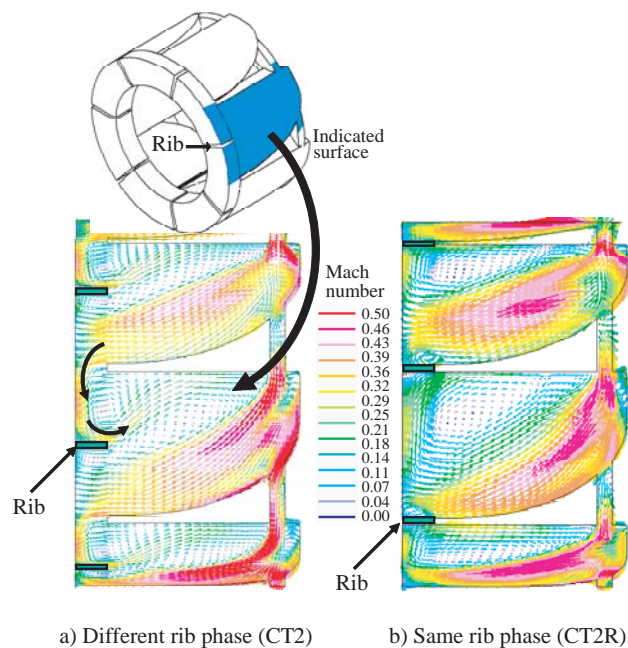 Rib
Indicated
surface
Mach
number
0.50
0.46
0.43
0.39
0.36
0.32
0.29
0.25
0.21
0.18
0.14
0.11
0.07
0.04
0.00
Rib
Rib
a) Different rib phase (CT2)
b) Same rib phase (CT2R)